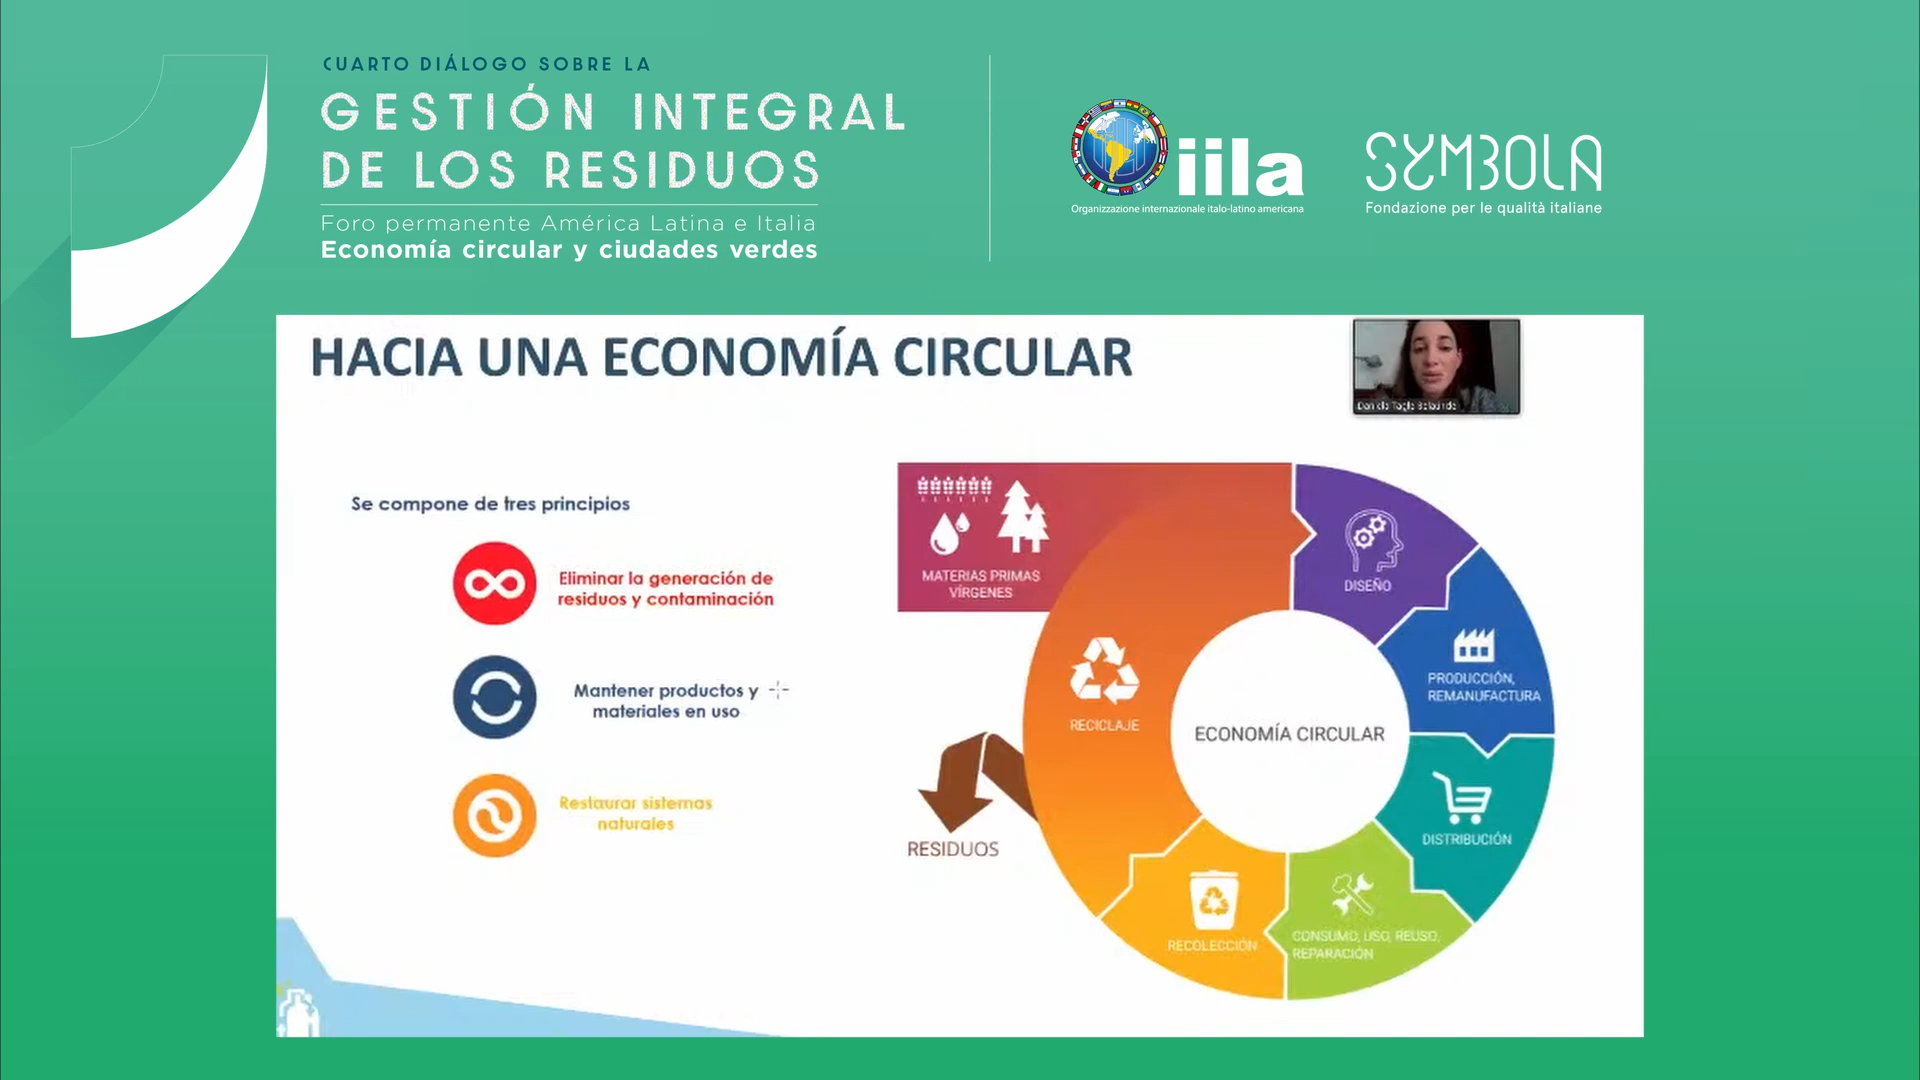 CUARTO DIÁLOGO SOBRE LA
GESTIÓN INTEGRAL
DE LOS RESIDUOS
Foro permanente América Latina e Italia
Economía circular y ciudades verdes
iila
Organizzazione internazionale italo-latino americana
SYMBOLA
Fondazione per le qualità italiane
HACIA UNA ECONOMÍA CIRCULAR
Daniela Tagle Belaunde
Se compone de tres principios
Eliminar la generación de
residuos y contaminación
Mantener productos y
materiales en uso
Restaurar sistemas
naturales
MATERIAS PRIMAS
VÍRGENES
DISEÑO
PRODUCCIÓN,
REMANUFACTURA
RECICLAJE
ECONOMÍA CIRCULAR
DISTRIBUCIÓN
RESIDUOS
RECOLECCIÓN
CONSUMO, USO, REUSO,
REPARACIÓN